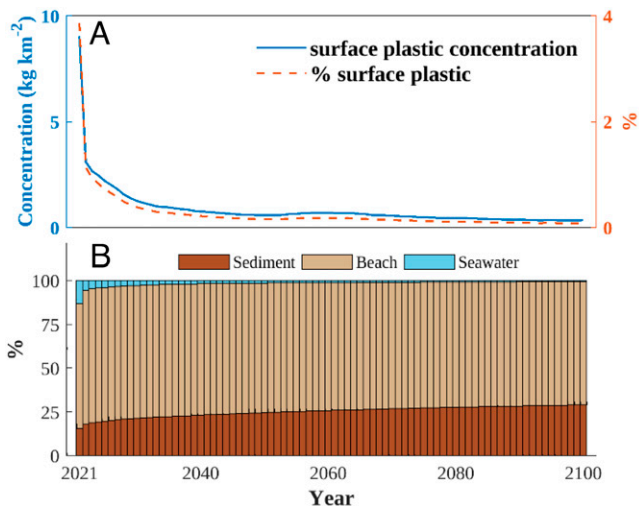 A
10
5
0
Concentration (kg km-2)
surface plastic concentration
% surface plastic
4
2
0
%
B
Sediment
Beach
Seawater
100
75
50
25
0
%
2021
2040
2060
2080
2100
Year